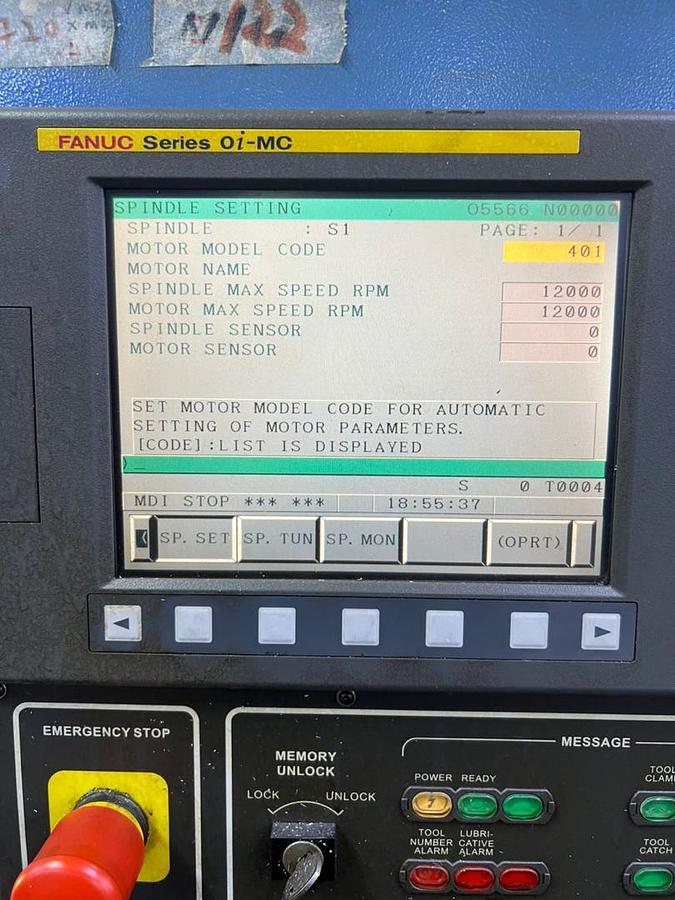 720
N122
FANUC Series 0i-MC
SPINDLE SETTING O5566 N00000
SPINDLE : S1 PAGE: 1/ 1
MOTOR MODEL CODE 401
MOTOR NAME
SPINDLE MAX SPEED RPM 12000
MOTOR MAX SPEED RPM 12000
SPINDLE SENSOR 0
MOTOR SENSOR 0
SET MOTOR MODEL CODE FOR AUTOMATIC
SETTING OF MOTOR PARAMETERS.
[CODE]:LIST IS DISPLAYED
>_
S 0 T0004
MDI STOP *** *** 18:55:37
SP. SET SP. TUN SP. MON (OPRT)
EMERGENCY STOP
MEMORY
UNLOCK
LOCK UNLOCK
MESSAGE
POWER READY
TOOL
CLAM
TOOL
NUMBER
ALARM
LUBRI-
CATIVE
ALARM
TOOL
CATCH